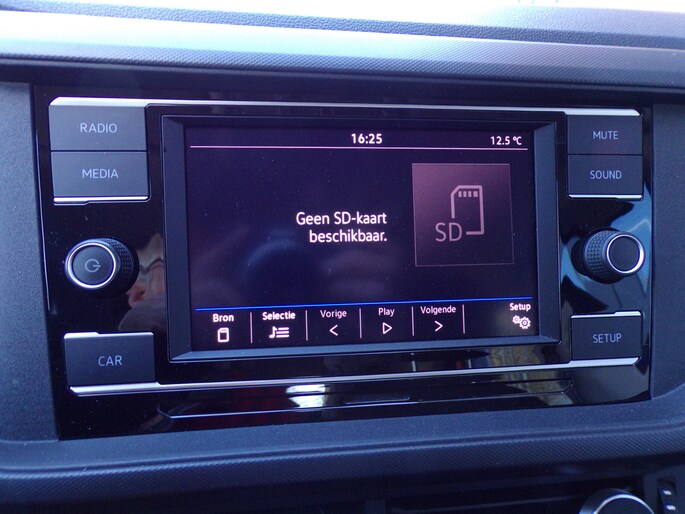 RADIO
MEDIA
CAR
16:25
12.5 °C
Geen SD-kaart
beschikbaar.
SD
Bron
Selectie
Vorige
Play
Volgende
Setup
MUTE
SOUND
SETUP